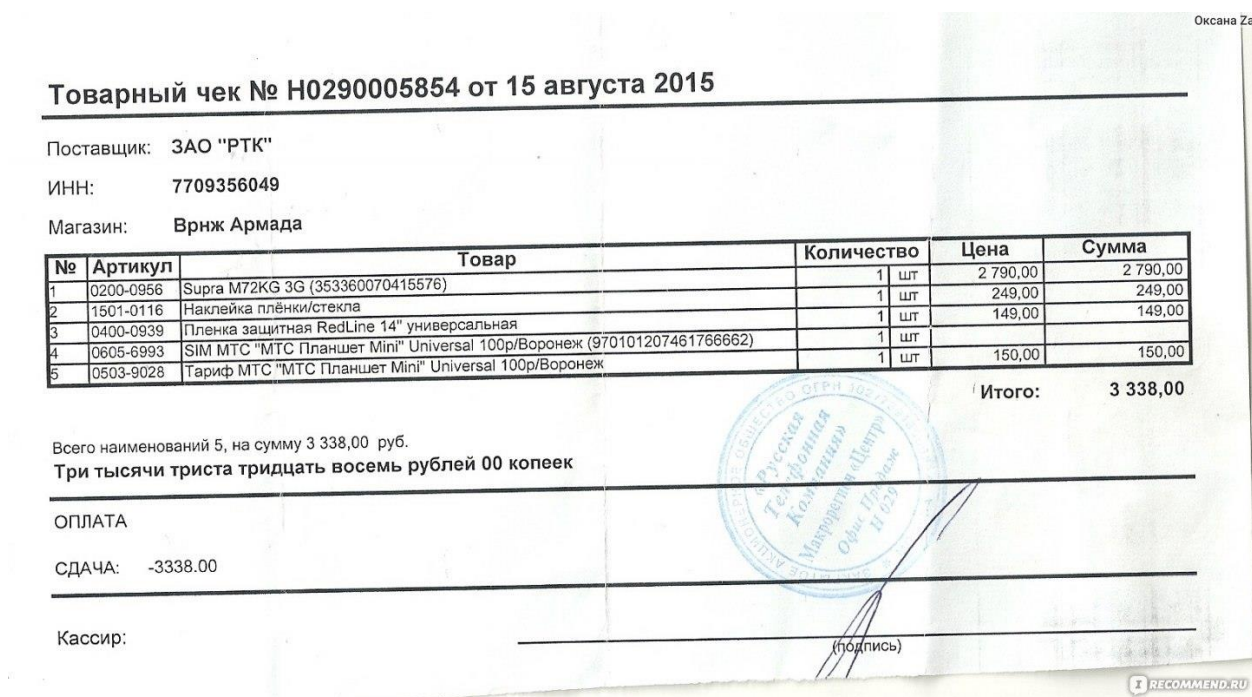 Оксана Za
Товарный чек № Н0290005854 от 15 августа 2015
Поставщик: ЗАО "РТК"
ИНН: 7709356049
Магазин: Врнж Армада
№ Артикул Товар Количество Цена Сумма
1 0200-0956 Supra M72KG 3G (353360070415576) 1 шт 2 790,00 2 790,00
2 1501-0116 Наклейка плёнки/стекла 1 шт 249,00 249,00
3 0400-0939 Пленка защитная RedLine 14" универсальная 1 шт 149,00 149,00
4 0605-6993 SIM МТС "МТС Планшет Mini" Universal 100р/Воронеж (970101207461766662) 1 шт
5 0503-9028 Тариф МТС "МТС Планшет Mini" Universal 100р/Воронеж 1 шт 150,00 150,00
Итого: 3 338,00
Всего наименований 5, на сумму 3 338,00 руб.
Три тысячи триста тридцать восемь рублей 00 копеек
«Русская
Телефонная
Компания»
Макрорегион «Центр»
Офис Продаж
Н 029
ОПЛАТА
СДАЧА: -3338.00
Кассир:
(подпись)
I RECOMMEND.RU